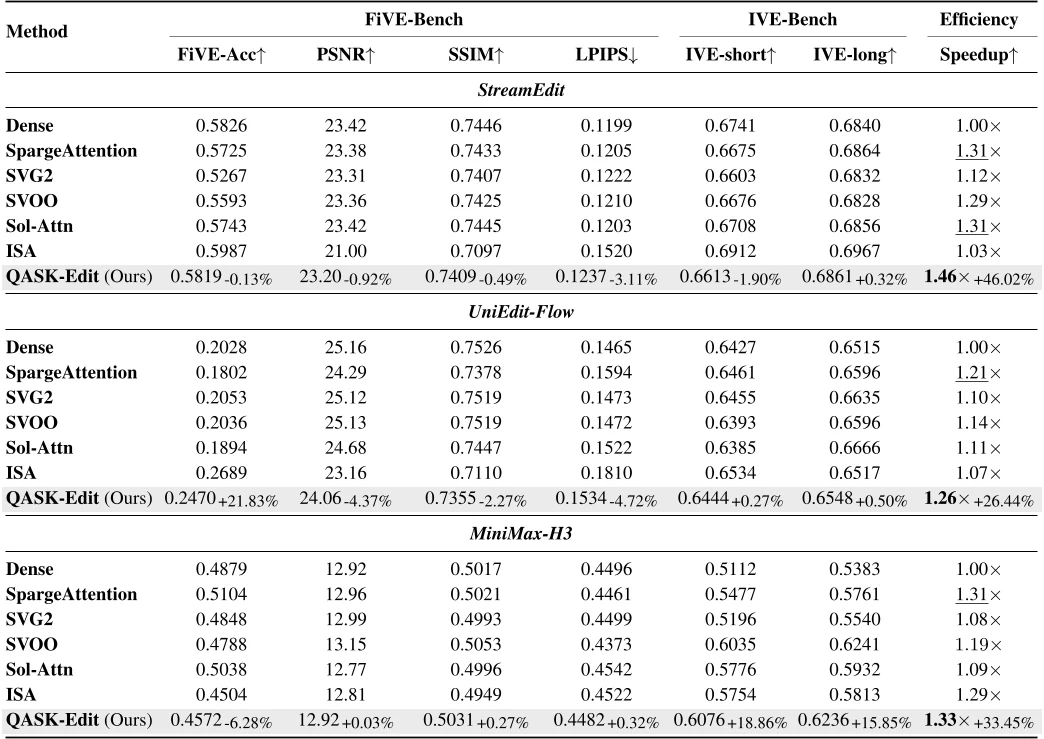 Method FiVE-Bench IVE-Bench Efficiency
FiVE-Acc↑ PSNR↑ SSIM↑ LPIPS↓ IVE-short↑ IVE-long↑ Speedup↑
StreamEdit
Dense 0.5826 23.42 0.7446 0.1199 0.6741 0.6840 1.00×
SpargeAttention 0.5725 23.38 0.7433 0.1205 0.6675 0.6864 1.31×
SVG2 0.5267 23.31 0.7407 0.1222 0.6603 0.6832 1.12×
SVOO 0.5593 23.36 0.7425 0.1210 0.6676 0.6828 1.29×
Sol-Attn 0.5743 23.42 0.7445 0.1203 0.6708 0.6856 1.31×
ISA 0.5987 21.00 0.7097 0.1520 0.6912 0.6967 1.03×
QASK-Edit (Ours) 0.5819 -0.13% 23.20 -0.92% 0.7409 -0.49% 0.1237 -3.11% 0.6613 -1.90% 0.6861 +0.32% 1.46× +46.02%
UniEdit-Flow
Dense 0.2028 25.16 0.7526 0.1465 0.6427 0.6515 1.00×
SpargeAttention 0.1802 24.29 0.7378 0.1594 0.6461 0.6596 1.21×
SVG2 0.2053 25.12 0.7519 0.1473 0.6455 0.6635 1.10×
SVOO 0.2036 25.13 0.7519 0.1472 0.6393 0.6596 1.14×
Sol-Attn 0.1894 24.68 0.7447 0.1522 0.6385 0.6666 1.11×
ISA 0.2689 23.16 0.7110 0.1810 0.6534 0.6517 1.07×
QASK-Edit (Ours) 0.2470 +21.83% 24.06 -4.37% 0.7355 -2.27% 0.1534 -4.72% 0.6444 +0.27% 0.6548 +0.50% 1.26× +26.44%
MiniMax-H3
Dense 0.4879 12.92 0.5017 0.4496 0.5112 0.5383 1.00×
SpargeAttention 0.5104 12.96 0.5021 0.4461 0.5477 0.5761 1.31×
SVG2 0.4848 12.99 0.4993 0.4499 0.5196 0.5540 1.08×
SVOO 0.4788 13.15 0.5053 0.4373 0.6035 0.6241 1.19×
Sol-Attn 0.5038 12.77 0.4996 0.4542 0.5776 0.5932 1.09×
ISA 0.4504 12.81 0.4949 0.4522 0.5754 0.5813 1.29×
QASK-Edit (Ours) 0.4572 -6.28% 12.92 +0.03% 0.5031 +0.27% 0.4482 +0.32% 0.6076 +18.86% 0.6236 +15.85% 1.33× +33.45%